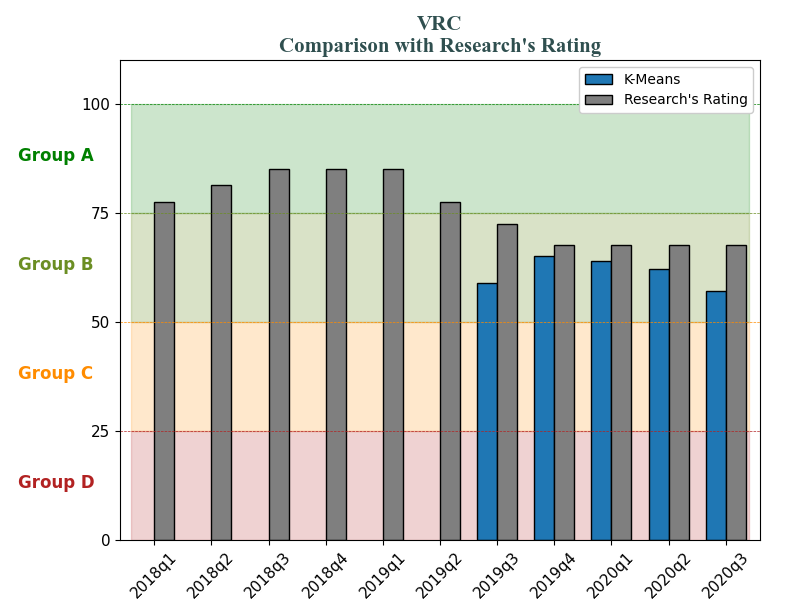 VRC
Comparison with Research's Rating
K-Means
Research's Rating
100
Group A
75
Group B
50
Group C
25
Group D
0
2018q1 2018q2 2018q3 2018q4 2019q1 2019q2 2019q3 2019q4 2020q1 2020q2 2020q3